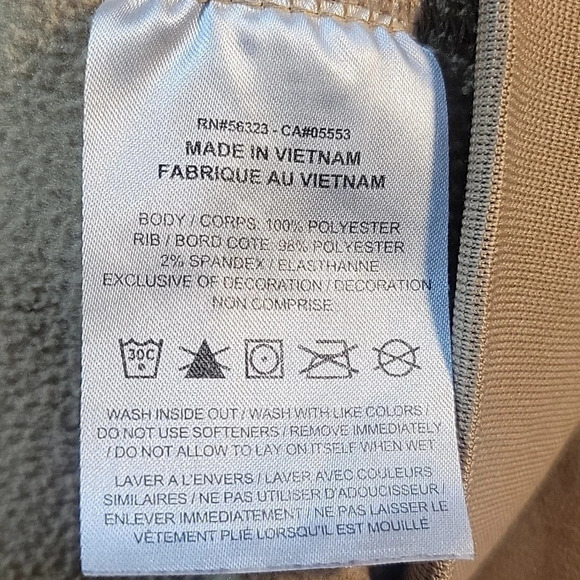 RN#56323 - CA#05553
MADE IN VIETNAM
FABRIQUE AU VIETNAM
BODY / CORPS: 100% POLYESTER
RIB / BORD COTE: 98% POLYESTER
2% SPANDEX / ELASTHANNE
EXCLUSIVE OF DECORATION / DECORATION
NON COMPRISE
30C
WASH INSIDE OUT / WASH WITH LIKE COLORS /
DO NOT USE SOFTENERS / REMOVE IMMEDIATELY
/ DO NOT ALLOW TO LAY ON ITSELF WHEN WET
LAVER A L'ENVERS / LAVER AVEC COULEURS
SIMILAIRES / NE PAS UTILISER D'ADOUCISSEUR /
ENLEVER IMMEDIATEMENT / NE PAS LAISSER LE
VÊTEMENT PLIÉ LORSQU'IL EST MOUILLÉ